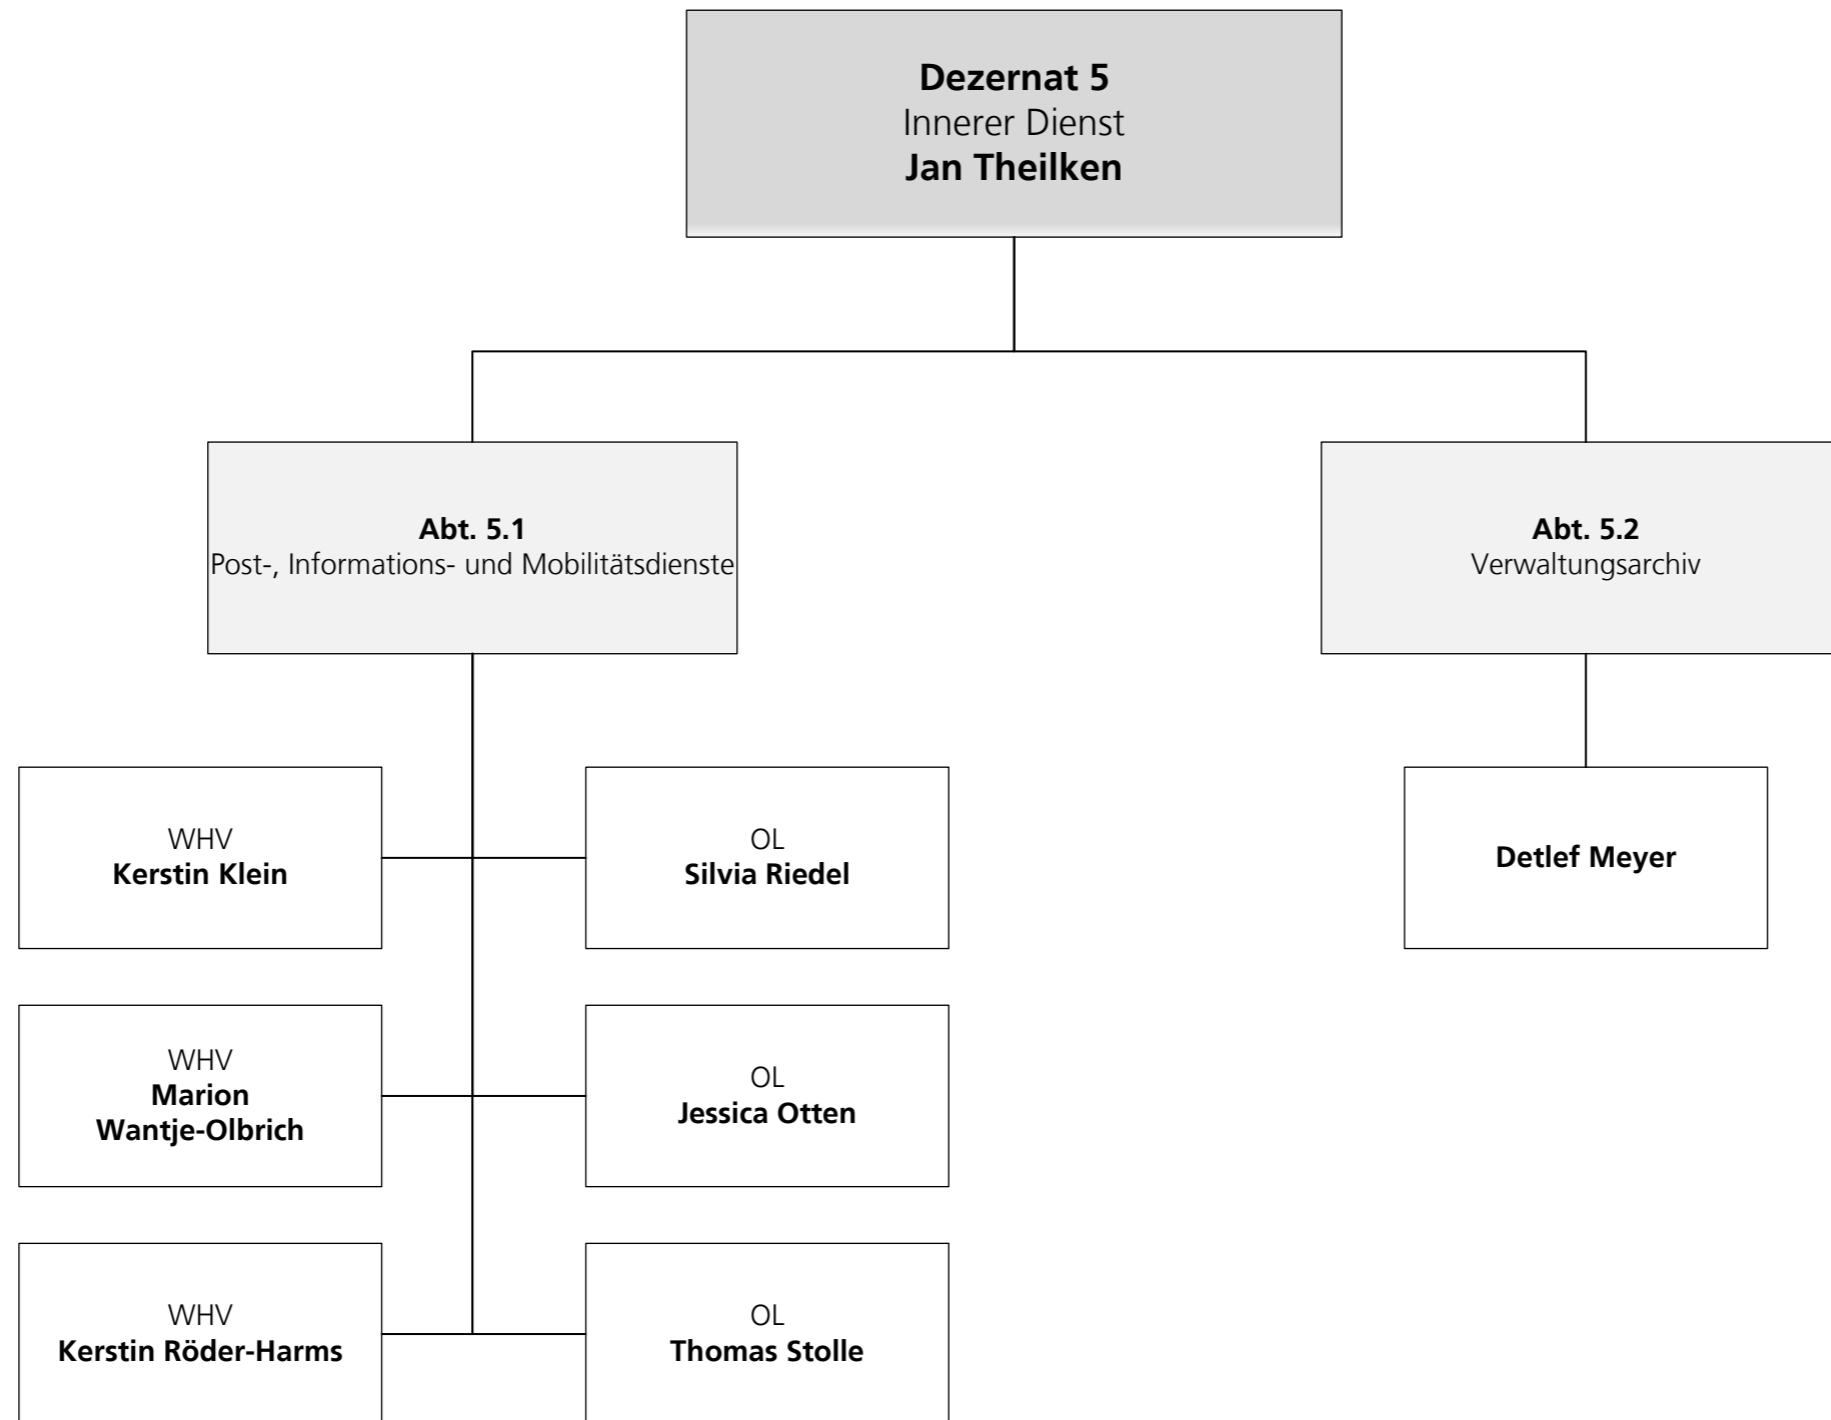 Dezernat 5
Innerer Dienst
Jan Theilken
Abt. 5.1
Post-, Informations- und Mobilitätsdienste
Abt. 5.2
Verwaltungsarchiv
WHV
Kerstin Klein
OL
Silvia Riedel
Detlef Meyer
WHV
Marion
Wantje-Olbrich
OL
Jessica Otten
WHV
Kerstin Röder-Harms
OL
Thomas Stolle